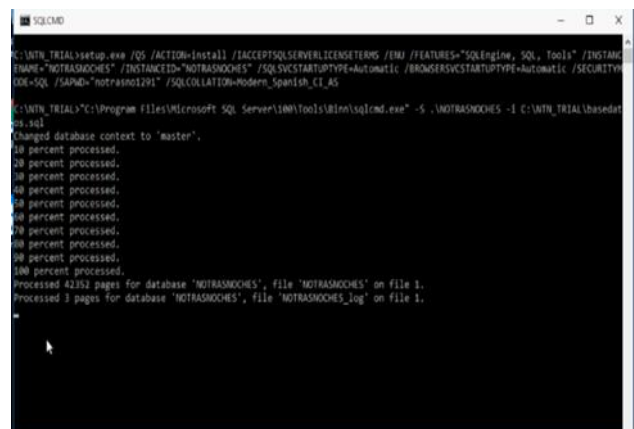 SQLCMD
C:\NTN_TRIAL>setup.exe /QS /ACTION=install /IACCEPTSQLSERVERLICENSETERMS /ENU /FEATURES="SQLEngine, SQL, Tools" /INSTANC
ENAME="NOTRASNOCHES" /INSTANCEID="NOTRASNOCHES" /SQLSVCSTARTUPTYPE=Automatic /BROWSERSVCSTARTUPTYPE=Automatic /SECURITYM
ODE=SQL /SAPWD="notrasno1291" /SQLCOLLATION=Modern_Spanish_CI_AS
C:\NTN_TRIAL>"C:\Program Files\Microsoft SQL Server\100\Tools\Binn\sqlcmd.exe" -S .\NOTRASNOCHES -i C:\NTN_TRIAL\basedat
os.sql
Changed database context to 'master'.
10 percent processed.
20 percent processed.
30 percent processed.
40 percent processed.
50 percent processed.
60 percent processed.
70 percent processed.
80 percent processed.
90 percent processed.
100 percent processed.
Processed 42352 pages for database 'NOTRASNOCHES', file 'NOTRASNOCHES' on file 1.
Processed 3 pages for database 'NOTRASNOCHES', file 'NOTRASNOCHES_log' on file 1.